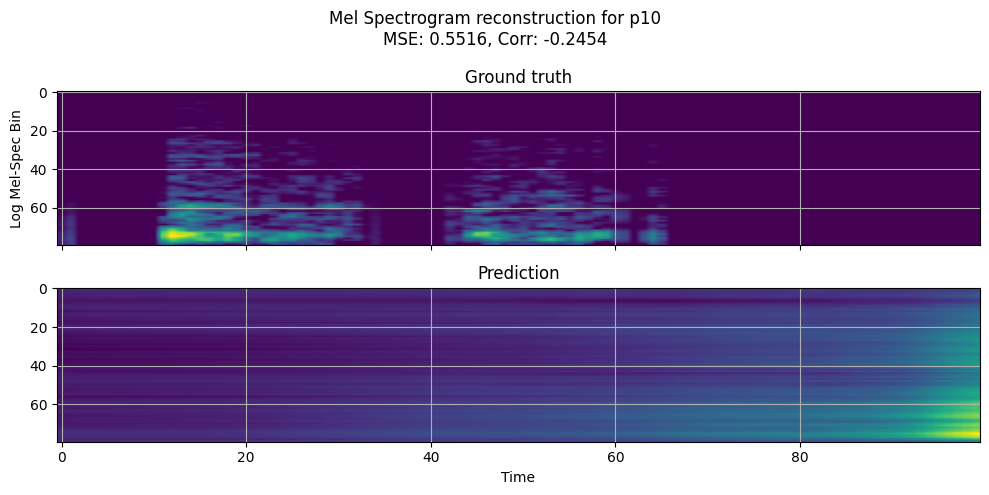 Mel Spectrogram reconstruction for p10
MSE: 0.5516, Corr: -0.2454
Ground truth
Log Mel-Spec Bin
0
20
40
60
Prediction
0
20
40
60
0 20 40 60 80
Time